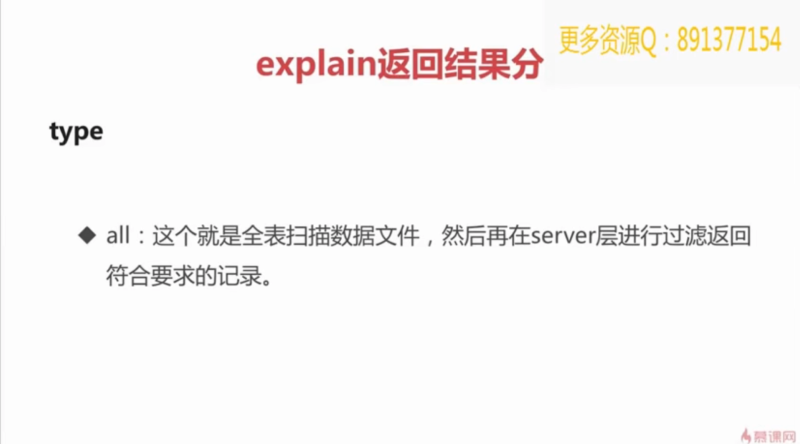 更多资源Q：891377154
explain返回结果分
type
◆ all：这个就是全表扫描数据文件，然后再在server层进行过滤返回
符合要求的记录。
慕课网